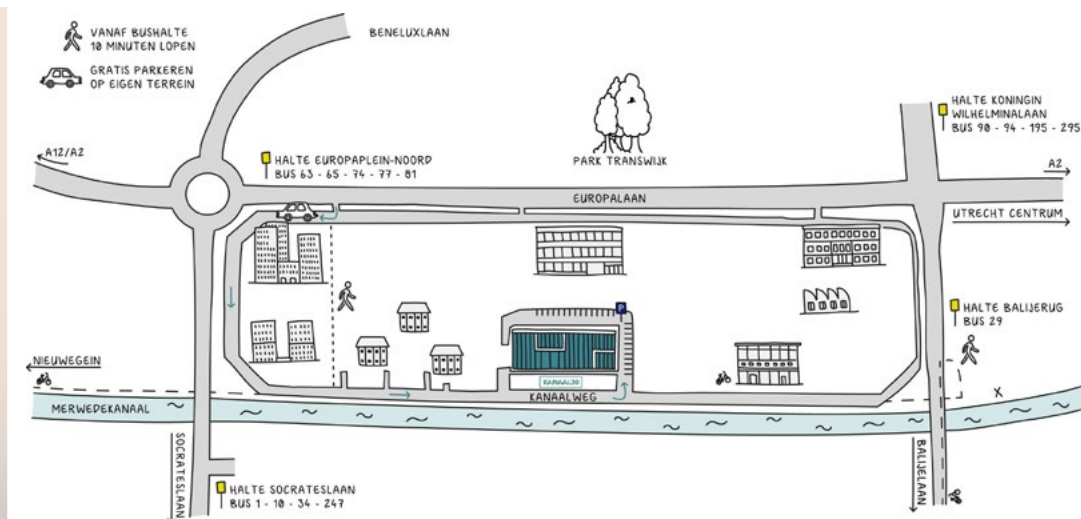 VANAF BUSHALTE
10 MINUTEN LOPEN
GRATIS PARKEREN
OP EIGEN TERREIN
BENELUXLAAN
PARK TRANSWIJK
HALTE KONINGIN
WILHELMINALAAN
BUS 90 - 94 - 195 - 295
A12/A2
HALTE EUROPAPLEIN-NOORD
BUS 63 - 65 - 74 - 77 - 81
A2
EUROPALAAN
UTRECHT CENTRUM
P
HALTE BALIJERUG
BUS 29
NIEUWEGEIN
KANAAL30
KANAALWEG
X
MERWEDEKANAAL
SOCRATESLAAN
BALIJELAAN
HALTE SOCRATESLAAN
BUS 1 - 10 - 34 - 247